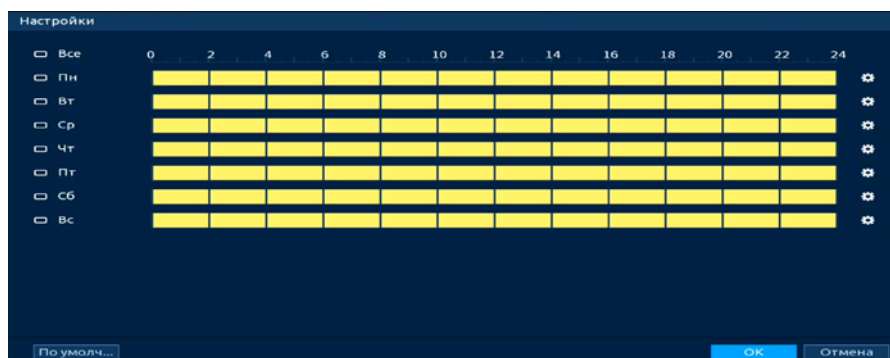 Настройки
Все 0 2 4 6 8 10 12 14 16 18 20 22 24
Пн
Вт
Ср
Чт
Пт
Сб
Вс
По умолч... OK Отмена